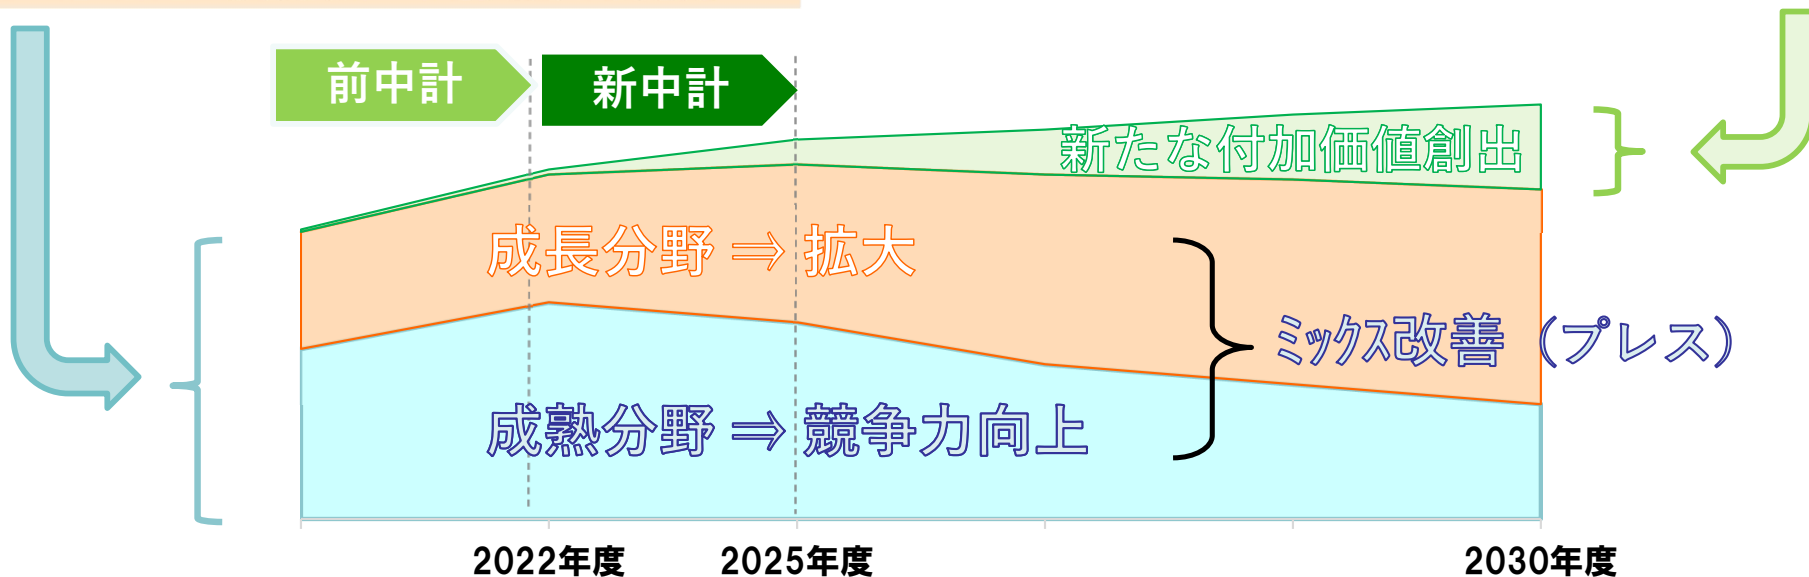 前中計
新中計
新たな付加価値創出
成長分野 ⇒ 拡大
ミックス改善（プレス）
成熟分野 ⇒ 競争力向上
2022年度
2025年度
2030年度